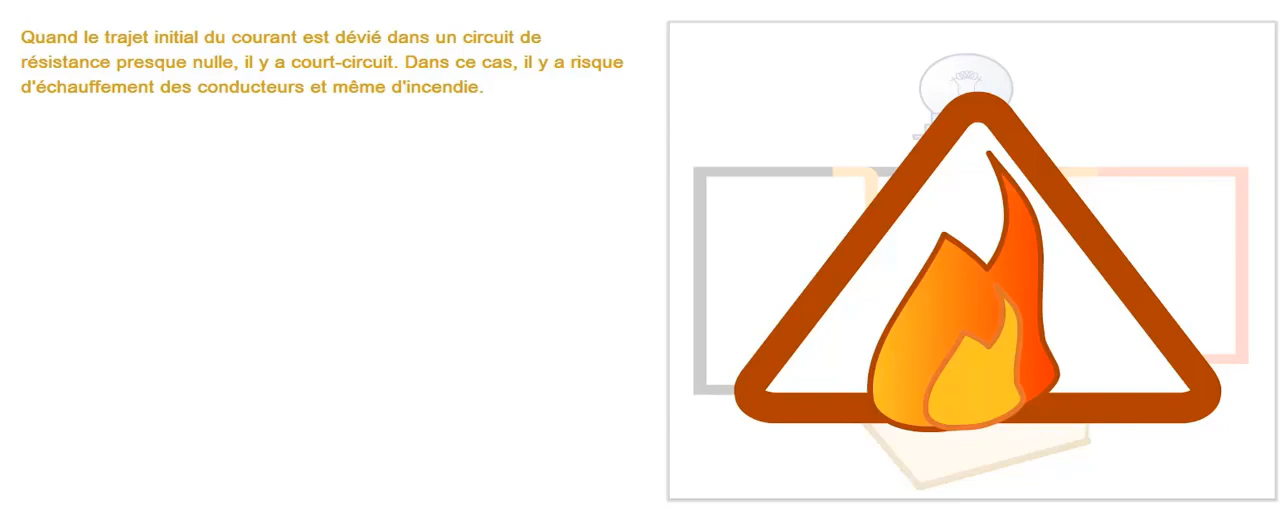 Quand le trajet initial du courant est dévié dans un circuit de
résistance presque nulle, il y a court-circuit. Dans ce cas, il y a risque
d'échauffement des conducteurs et même d'incendie.